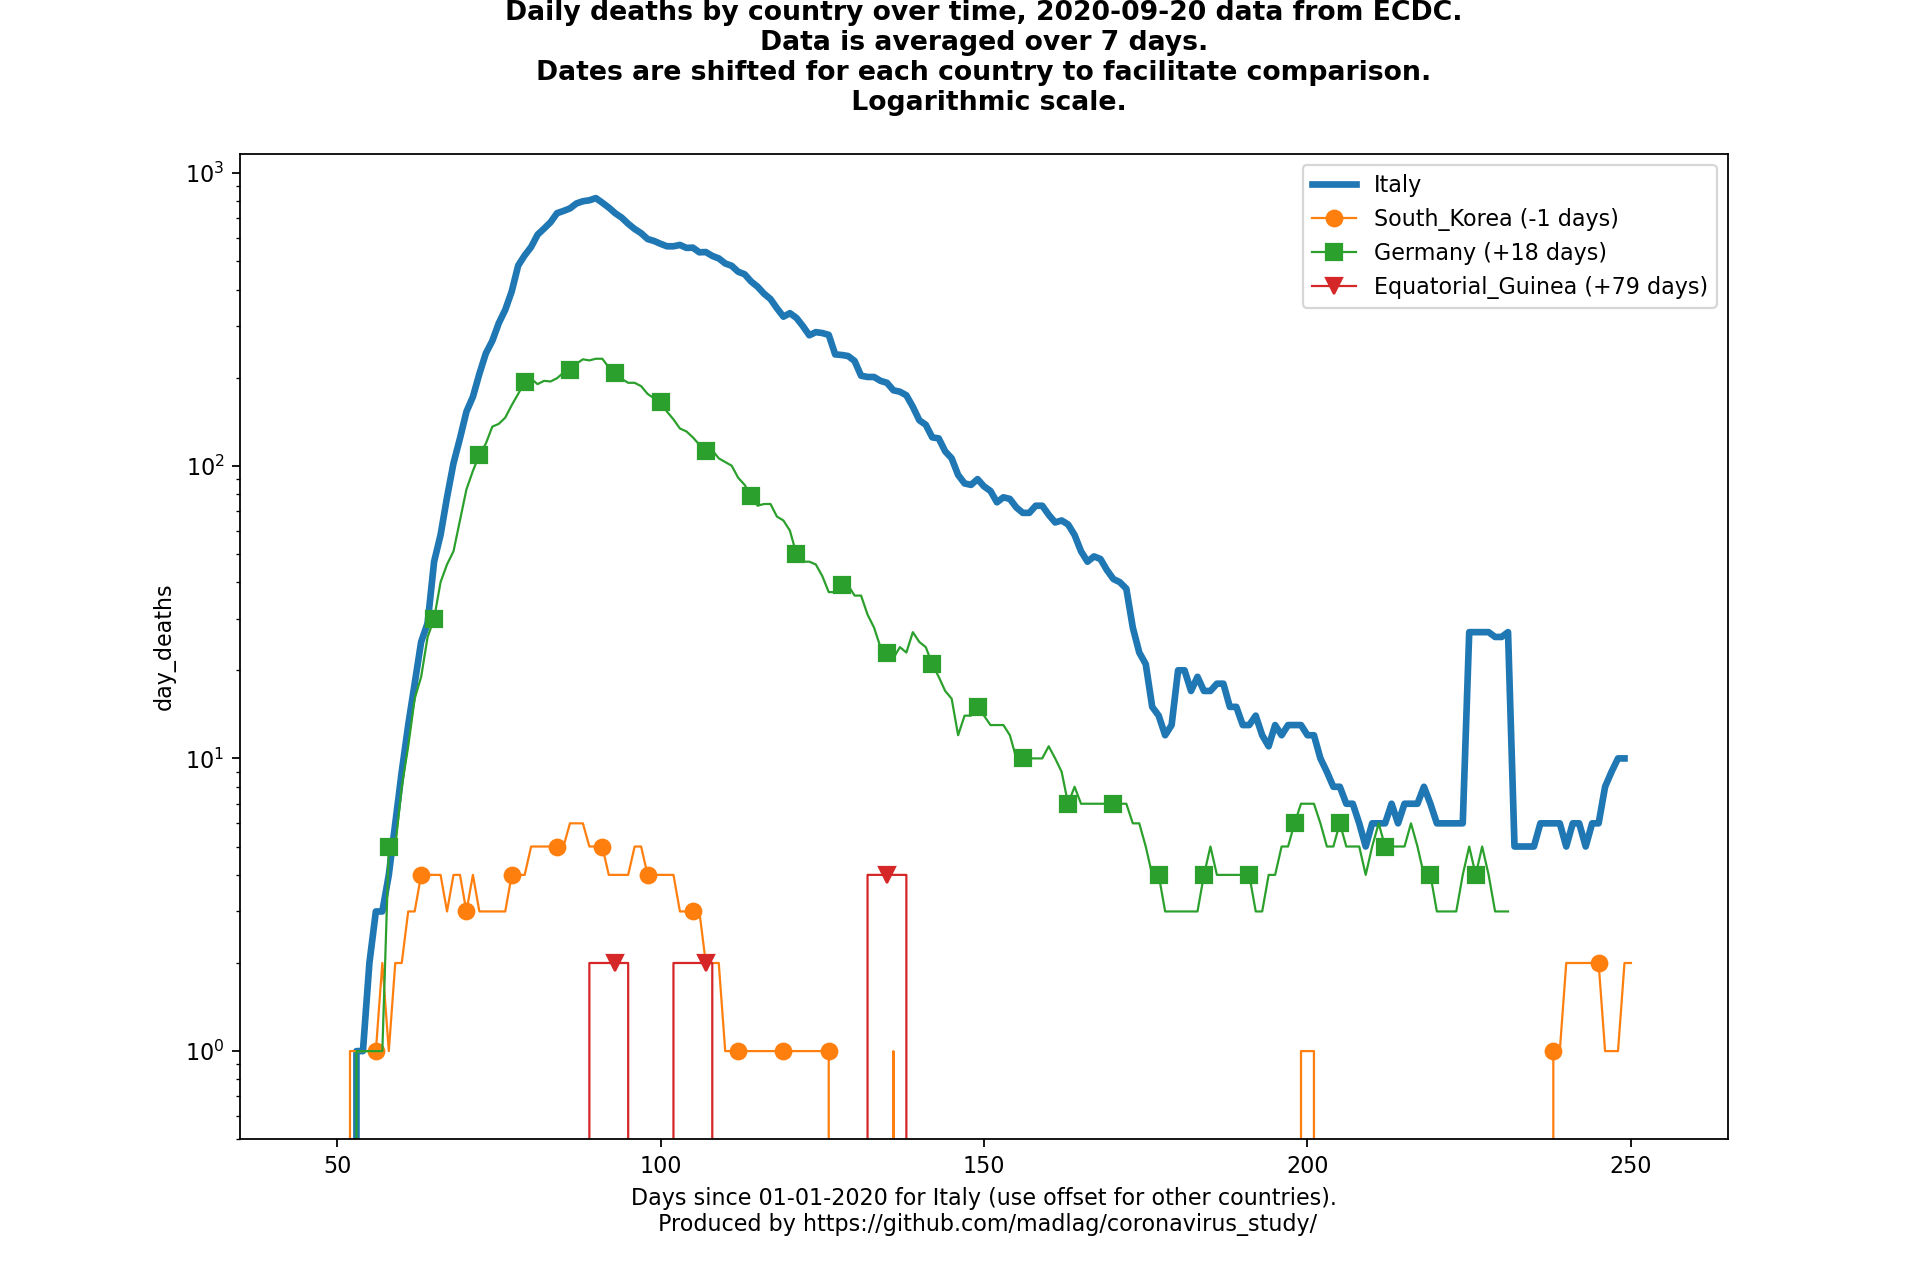 Daily deaths by country over time, 2020-09-20 data from ECDC.
Data is averaged over 7 days.
Dates are shifted for each country to facilitate comparison.
Logarithmic scale.
10³
10²
10¹
10⁰
day_deaths
Italy
South_Korea (-1 days)
Germany (+18 days)
Equatorial_Guinea (+79 days)
50 100 150 200 250
Days since 01-01-2020 for Italy (use offset for other countries).
Produced by https://github.com/madlag/coronavirus_study/